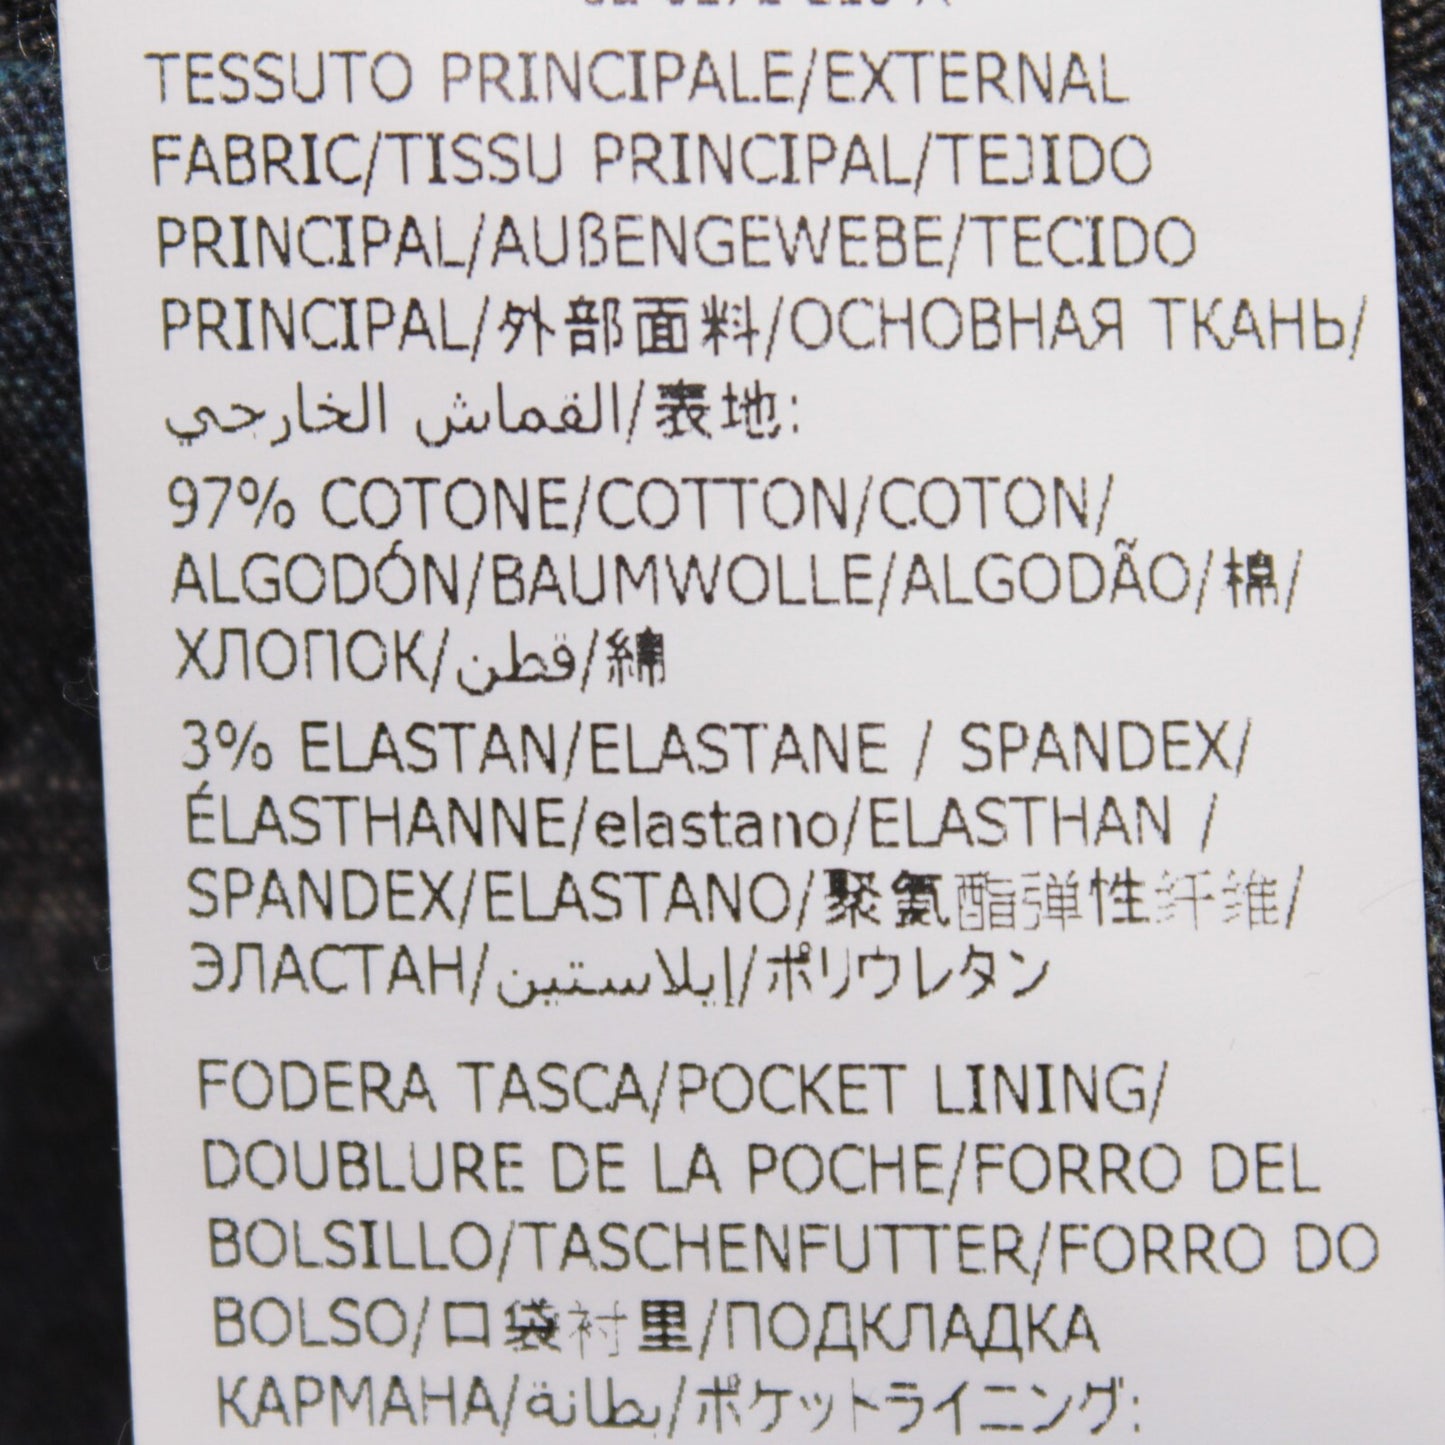 TESSUTO PRINCIPALE/EXTERNAL
FABRIC/TISSU PRINCIPAL/TEJIDO
PRINCIPAL/AUßENGEWEBE/TECIDO
PRINCIPAL/外部面料/ОСНОВНАЯ ТКАНЬ/
القماش الخارجي/表地:
97% COTONE/COTTON/COTON/
ALGODÓN/BAUMWOLLE/ALGODÃO/棉/
ХЛОПОК/قطن/綿
3% ELASTAN/ELASTANE / SPANDEX/
ÉLASTHANNE/elastano/ELASTHAN /
SPANDEX/ELASTANO/聚氨酯弹性纤维/
ЭЛАСТАН/إيلاستين/ポリウレタン
FODERA TASCA/POCKET LINING/
DOUBLURE DE LA POCHE/FORRO DEL
BOLSILLO/TASCHENFUTTER/FORRO DO
BOLSO/口袋衬里/ПОДКЛАДКА
КАРМАНА/بطانة/ポケットライニング: